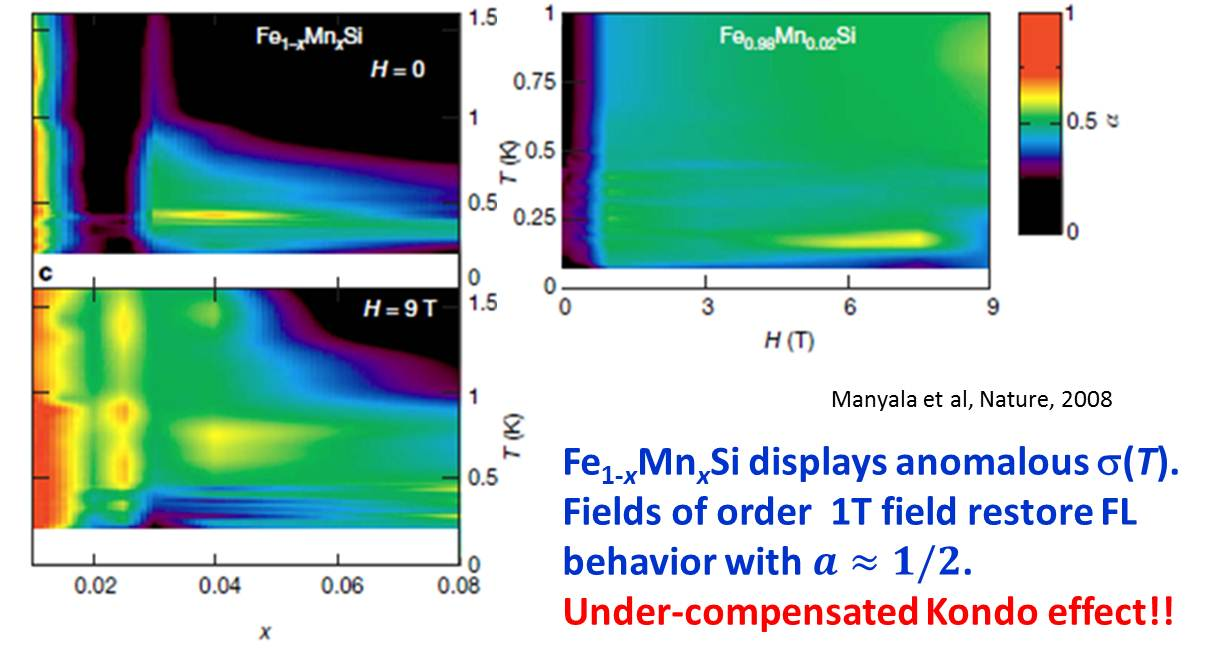 Fe₁₋ₓMnₓSi
H = 0
1.5
1
0.5
0
T (K)
c
H = 9 T
1.5
1
0.5
0
T (K)
0.02 0.04 0.06 0.08
x
Fe₀.₉₈Mn₀.₀₂Si
1
0.75
0.5
0.25
0
0 3 6 9
H (T)
1
0.5
0
α
Manyala et al, Nature, 2008
Fe₁₋ₓMnₓSi displays anomalous σ(T).
Fields of order 1T field restore FL
behavior with a ≈ 1/2.
Under-compensated Kondo effect!!